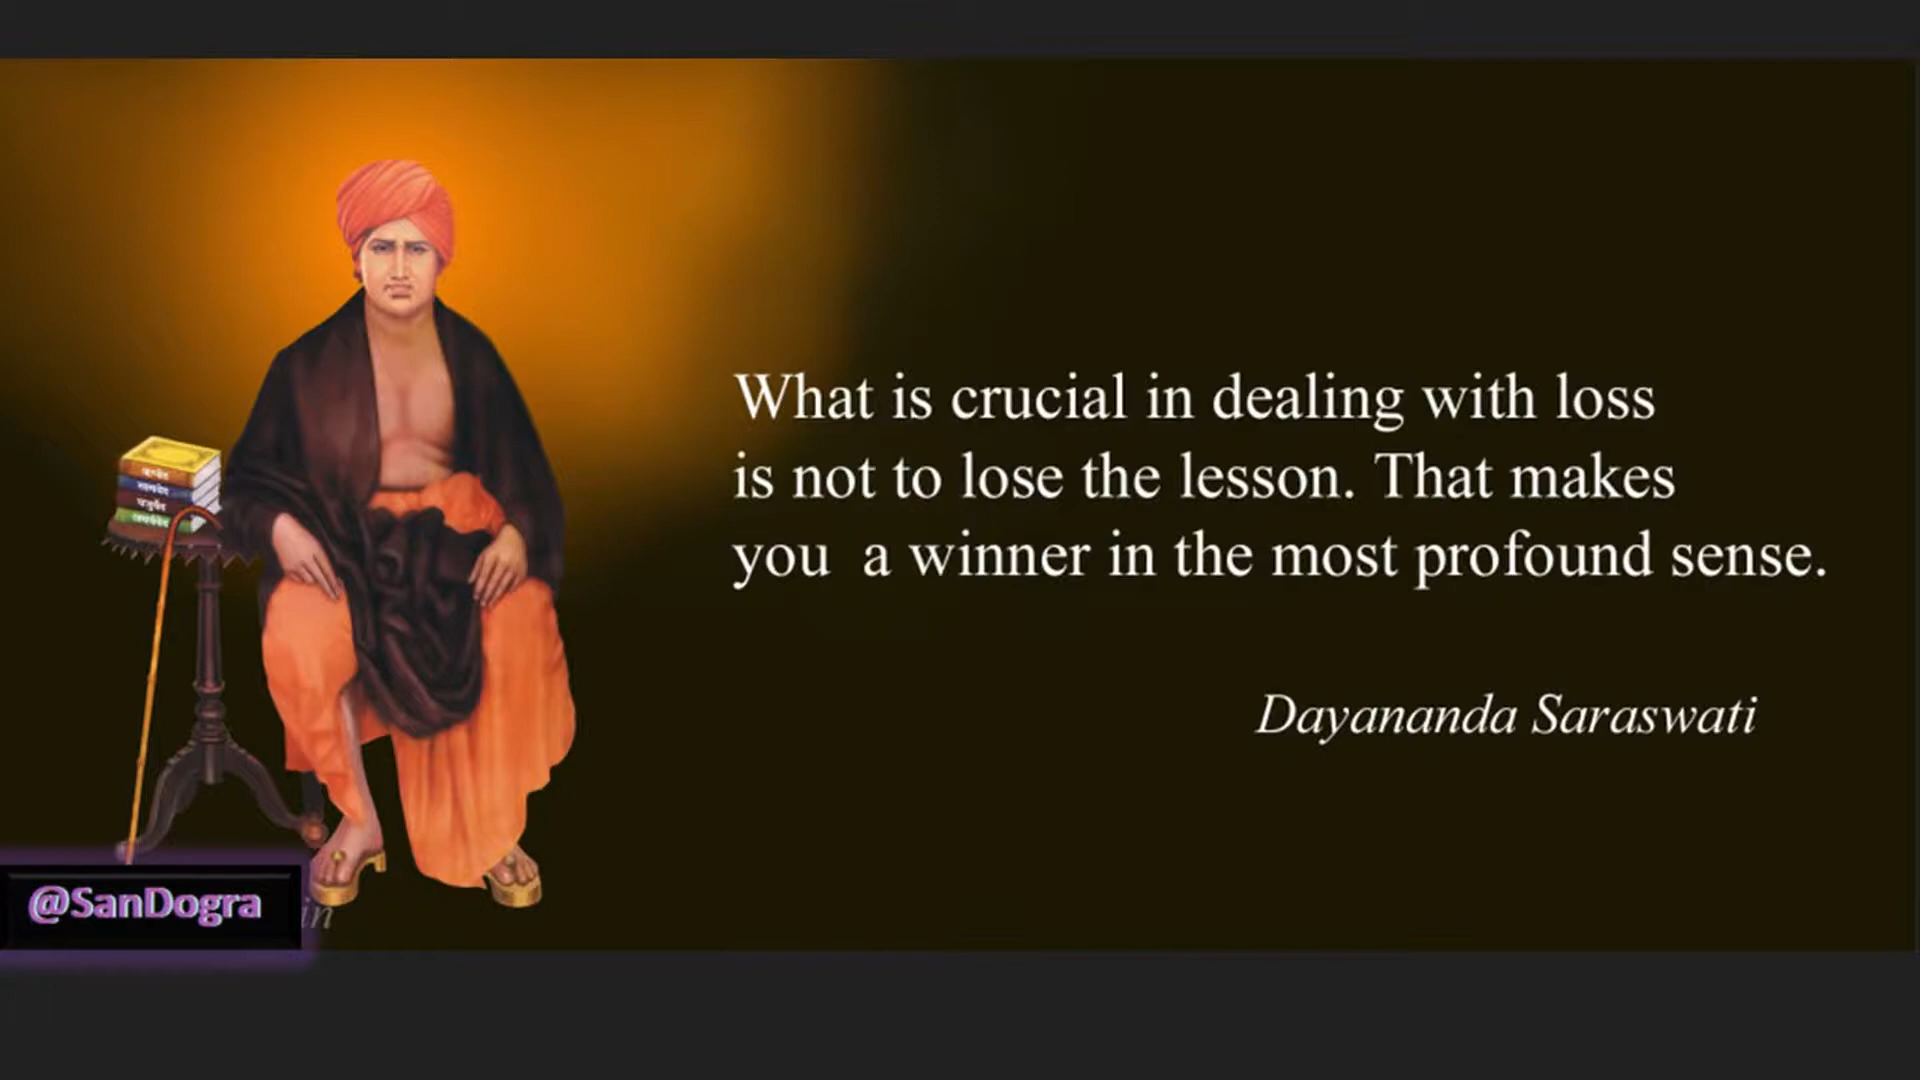 What is crucial in dealing with loss
is not to lose the lesson. That makes
you  a winner in the most profound sense.
Dayananda Saraswati
@SanDogra
in